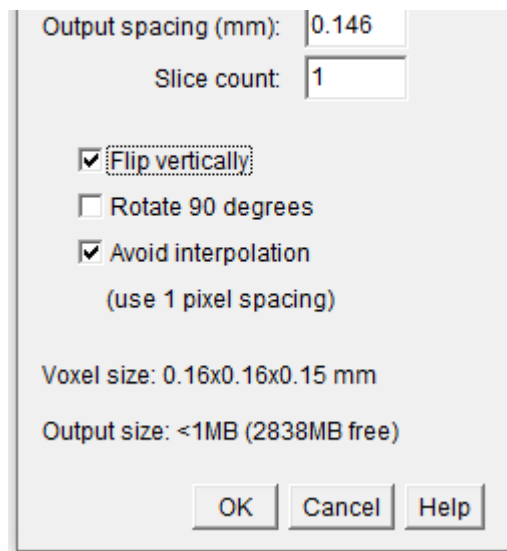 Output spacing (mm): 0.146
Slice count: 1
Flip vertically
Rotate 90 degrees
Avoid interpolation
(use 1 pixel spacing)
Voxel size: 0.16x0.16x0.15 mm
Output size: <1MB (2838MB free)
OK Cancel Help